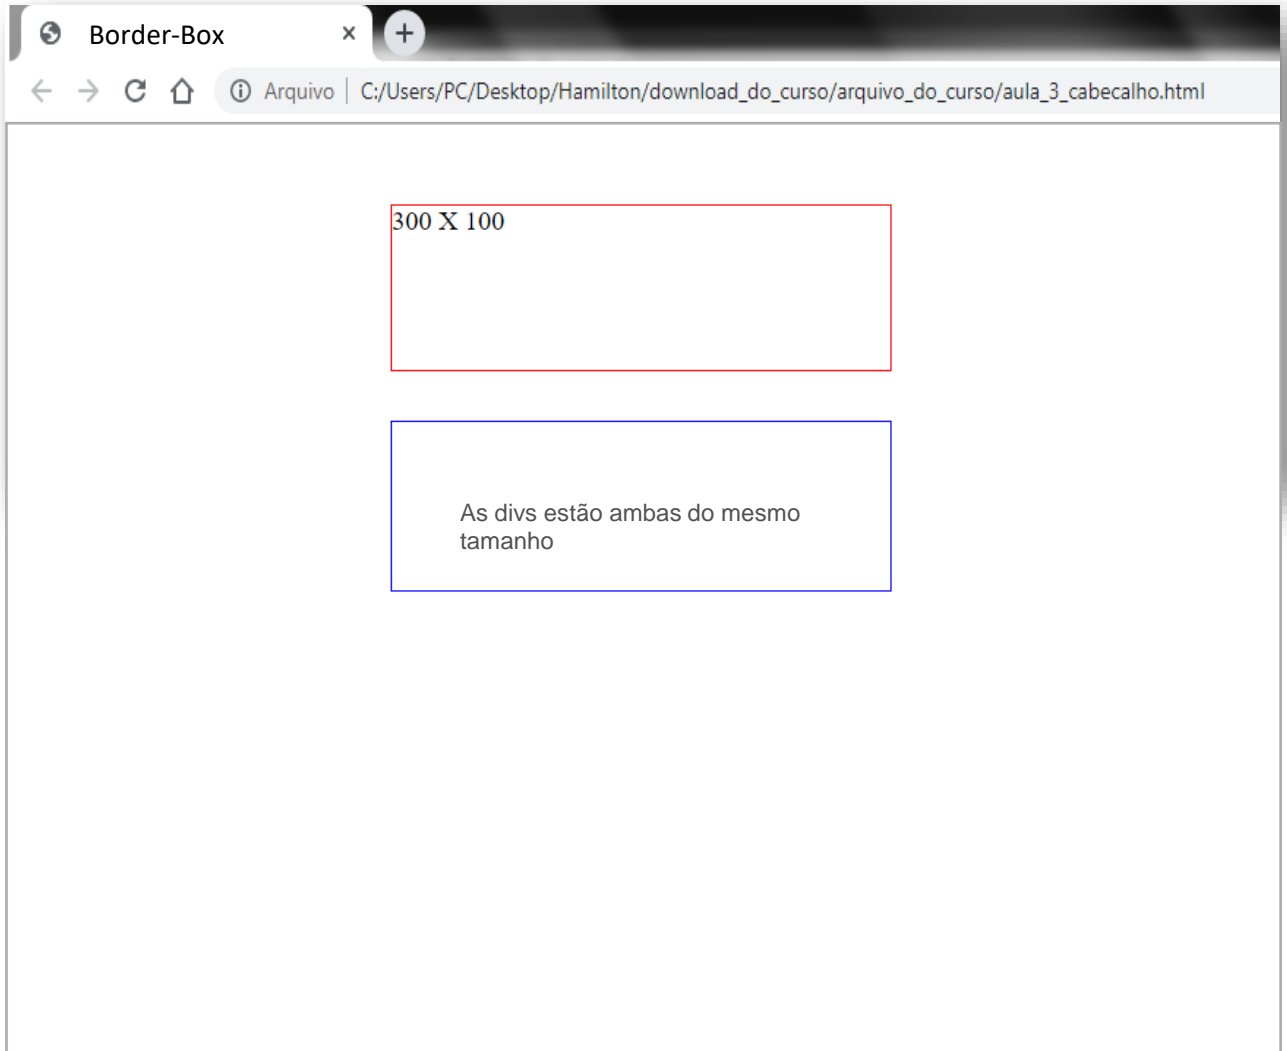 Border-Box
Arquivo C:/Users/PC/Desktop/Hamilton/download_do_curso/arquivo_do_curso/aula_3_cabecalho.html
300 X 100
As divs estão ambas do mesmo
tamanho